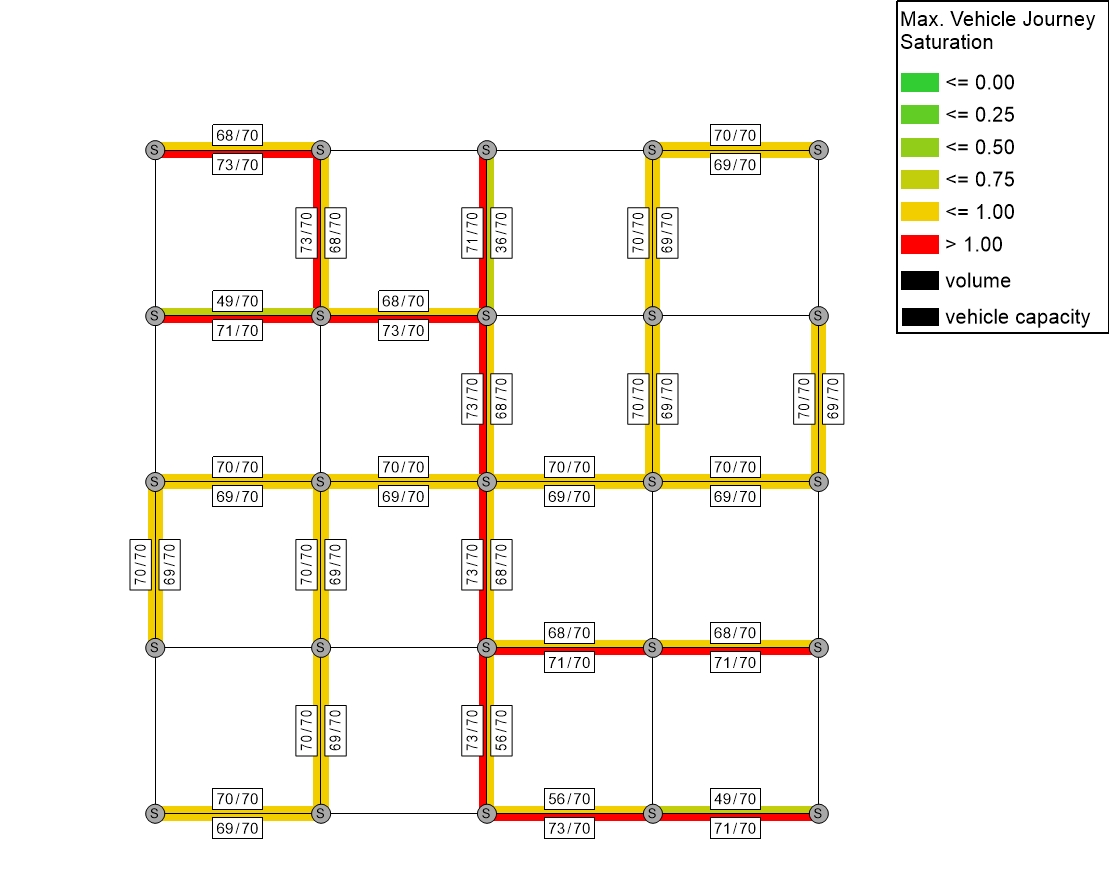 Max. Vehicle Journey
Saturation
<= 0.00
<= 0.25
<= 0.50
<= 0.75
<= 1.00
> 1.00
volume
vehicle capacity
68/70
70/70
S S S S S
73/70
69/70
73/70 68/70 71/70 36/70 70/70 69/70
49/70 68/70
S S S S S
71/70 73/70
73/70 68/70 70/70 69/70 70/70 69/70
70/70 70/70 70/70 70/70
S S S S S
69/70 69/70 69/70 69/70
70/70 69/70 70/70 69/70 73/70 68/70
68/70 68/70
S S S S S
71/70 71/70
70/70 69/70 73/70 56/70
70/70 56/70 49/70
S S S S S
69/70 73/70 71/70